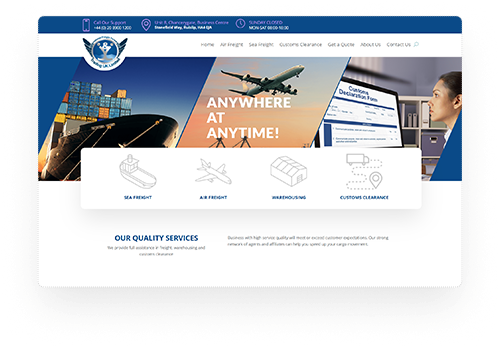 Call Our Support
+44 (0) 20 8900 1200
Unit 8, Chancerygate, Business Centre
Stonefield Way, Ruislip, HA4 0JA
SUNDAY CLOSED
MON-SAT 08:00-18:00
Home Air Freight Sea Freight Customs Clearance Get a Quote About Us Contact Us
Trading UK Limited
Customs
Declaration Form
ANYWHERE
AT
ANYTIME!
SEA FREIGHT
AIR FREIGHT
WAREHOUSING
CUSTOMS CLEARANCE
OUR QUALITY SERVICES
We provide full assistance in freight, warehousing and
customs clearance
Business with high service quality will meet or exceed customer expectations. Our strong
network of agents and affiliates can help you speed up your cargo movement.